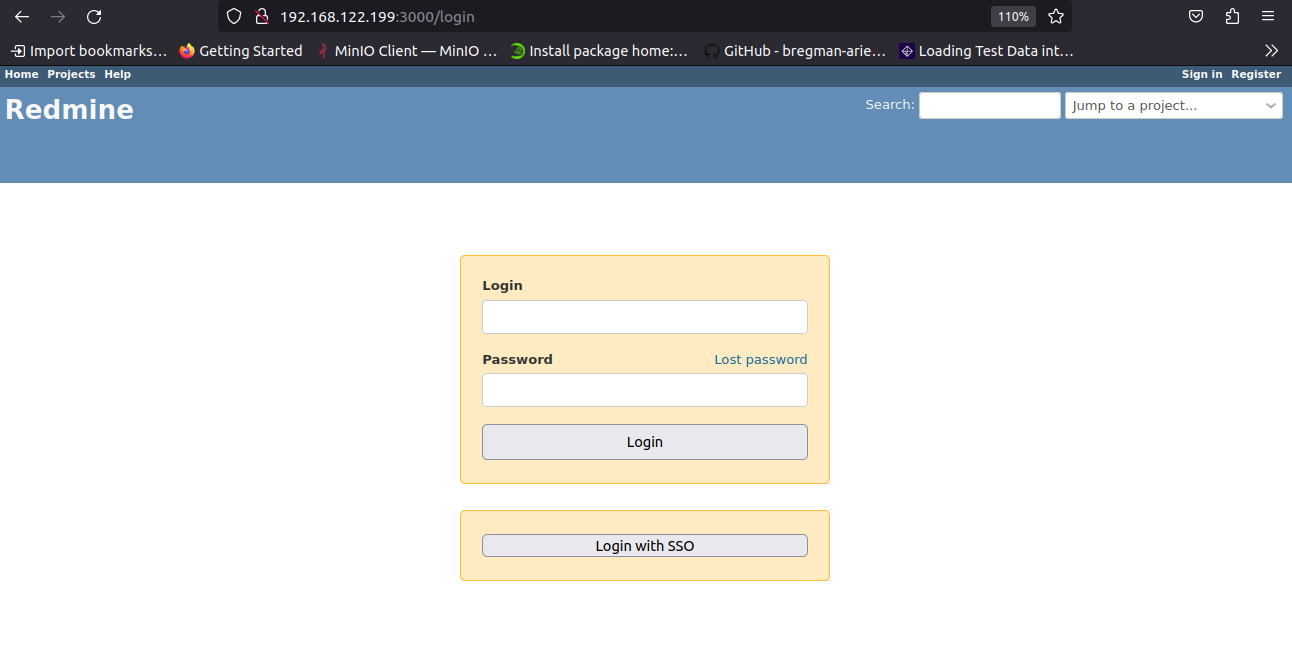 192.168.122.199:3000/login
110%
Import bookmarks… Getting Started MinIO Client — MinIO … Install package home:… GitHub - bregman-arie… Loading Test Data int…
Home Projects Help Sign in Register
Redmine
Search: Jump to a project...
Login
Password Lost password
Login
Login with SSO